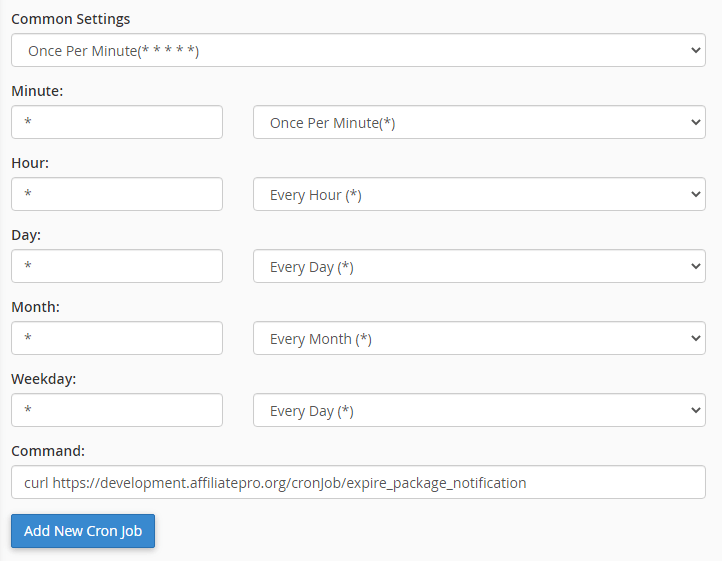 Common Settings
Once Per Minute(* * * * *)
Minute:
* Once Per Minute(*)
Hour:
* Every Hour (*)
Day:
* Every Day (*)
Month:
* Every Month (*)
Weekday:
* Every Day (*)
Command:
curl https://development.affiliatepro.org/cronJob/expire_package_notification
Add New Cron Job